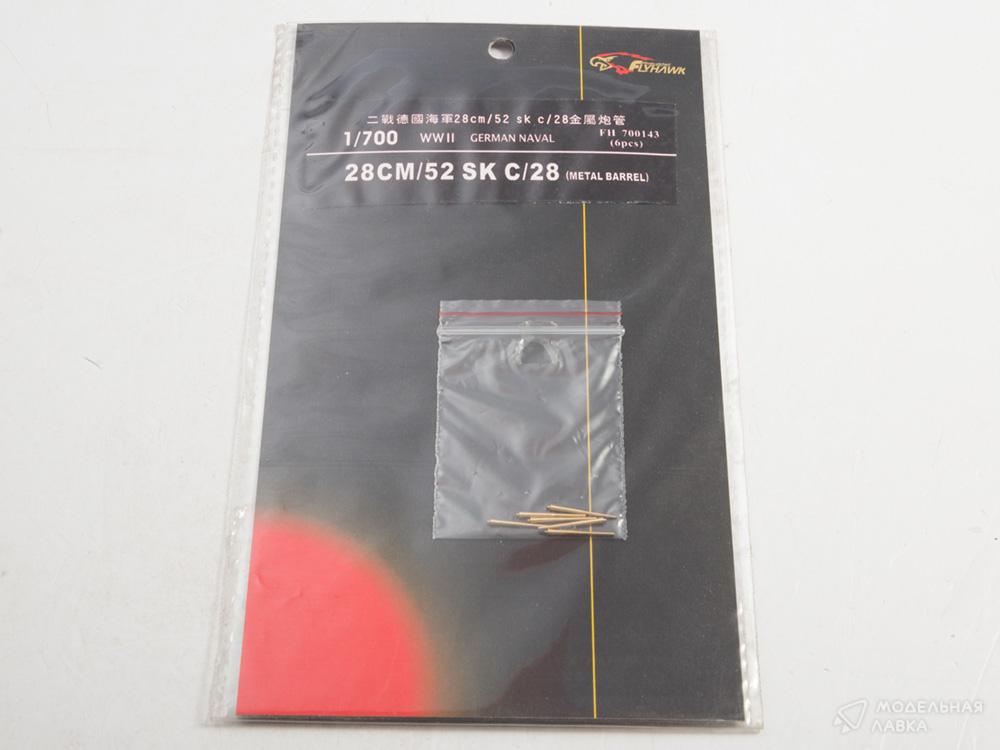 FLYHAWK
二戰德國海軍28cm/52 sk c/28金屬炮管
1/700 WWII GERMAN NAVAL FH 700143
(6pcs)
28CM/52 SK C/28 (METAL BARREL)
МОДЕЛЬНАЯ
ЛАВКА